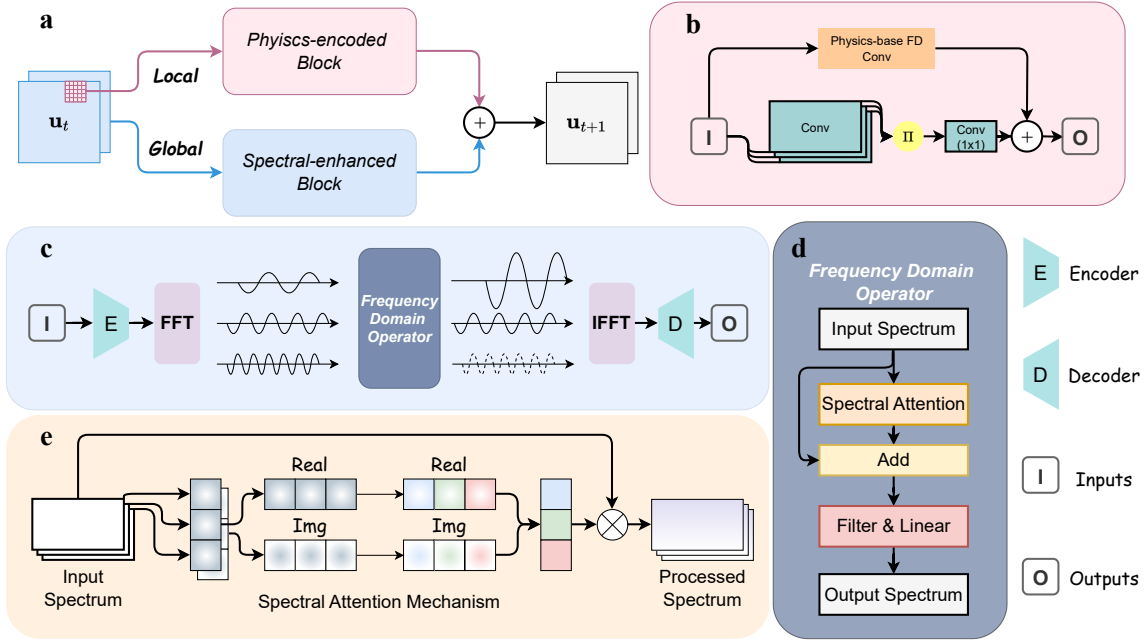 a
Phyiscs-encoded
Block
Local
u_t
Global
Spectral-enhanced
Block
+
u_{t+1}
b
Physics-base FD
Conv
I
Conv
Π
Conv
(1x1)
+
O
c
I
E
FFT
Frequency
Domain
Operator
IFFT
D
O
d
Frequency Domain
Operator
Input Spectrum
Spectral Attention
Add
Filter & Linear
Output Spectrum
E
Encoder
D
Decoder
I
Inputs
O
Outputs
e
Real
Real
Img
Img
Input
Spectrum
Spectral Attention Mechanism
Processed
Spectrum